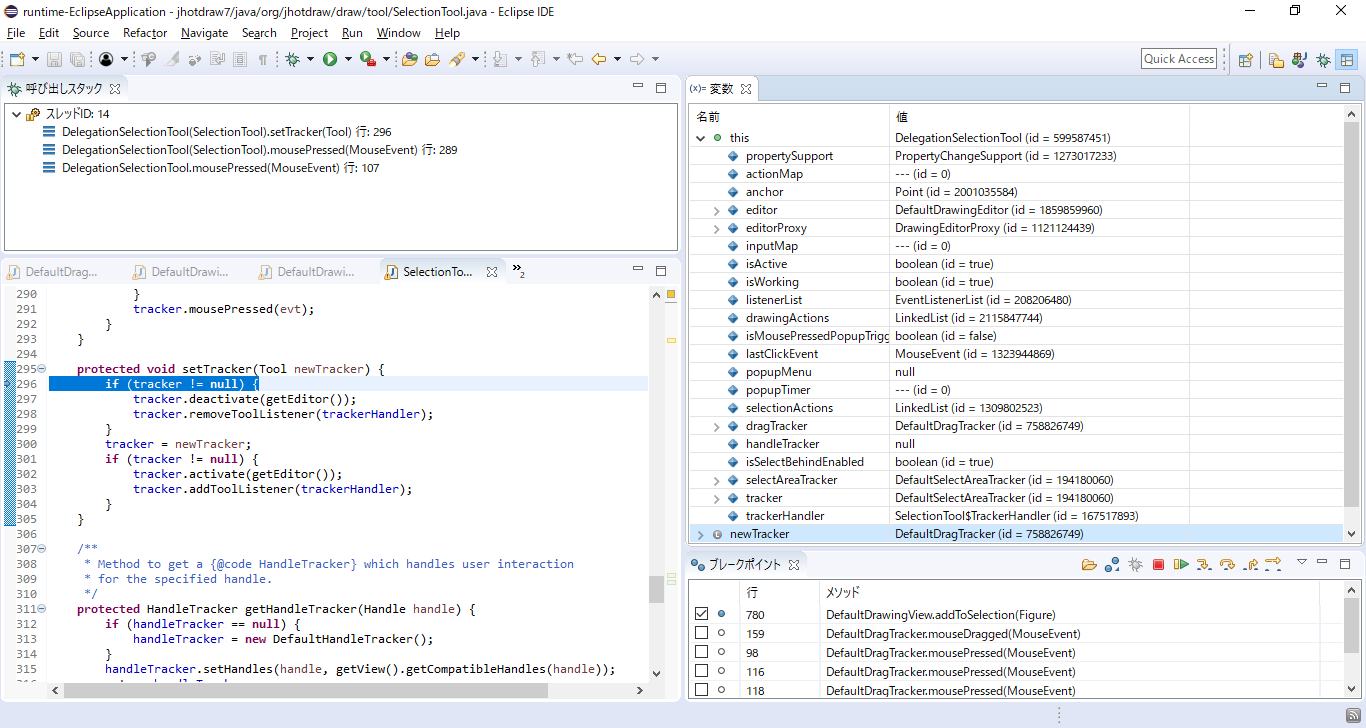 runtime-EclipseApplication - jhotdraw7/java/org/jhotdraw/draw/tool/SelectionTool.java - Eclipse IDE
File Edit Source Refactor Navigate Search Project Run Window Help
Quick Access
呼び出しスタック
スレッドID: 14
DelegationSelectionTool(SelectionTool).setTracker(Tool) 行: 296
DelegationSelectionTool(SelectionTool).mousePressed(MouseEvent) 行: 289
DelegationSelectionTool.mousePressed(MouseEvent) 行: 107
DefaultDrag... DefaultDrawi... DefaultDrawi... SelectionTo... »2
290 }
291 tracker.mousePressed(evt);
292 }
293 }
294
295 protected void setTracker(Tool newTracker) {
296 if (tracker != null) {
297 tracker.deactivate(getEditor());
298 tracker.removeToolListener(trackerHandler);
299 }
300 tracker = newTracker;
301 if (tracker != null) {
302 tracker.activate(getEditor());
303 tracker.addToolListener(trackerHandler);
304 }
305 }
306
307 /**
308 * Method to get a {@code HandleTracker} which handles user interaction
309 * for the specified handle.
310 */
311 protected HandleTracker getHandleTracker(Handle handle) {
312 if (handleTracker == null) {
313 handleTracker = new DefaultHandleTracker();
314 }
315 handleTracker.setHandles(handle, getView().getCompatibleHandles(handle));
(x)= 変数
名前 値
this DelegationSelectionTool (id = 599587451)
propertySupport PropertyChangeSupport (id = 1273017233)
actionMap --- (id = 0)
anchor Point (id = 2001035584)
editor DefaultDrawingEditor (id = 1859859960)
editorProxy DrawingEditorProxy (id = 1121124439)
inputMap --- (id = 0)
isActive boolean (id = true)
isWorking boolean (id = true)
listenerList EventListenerList (id = 208206480)
drawingActions LinkedList (id = 2115847744)
isMousePressedPopupTrigg boolean (id = false)
lastClickEvent MouseEvent (id = 1323944869)
popupMenu null
popupTimer --- (id = 0)
selectionActions LinkedList (id = 1309802523)
dragTracker DefaultDragTracker (id = 758826749)
handleTracker null
isSelectBehindEnabled boolean (id = true)
selectAreaTracker DefaultSelectAreaTracker (id = 194180060)
tracker DefaultSelectAreaTracker (id = 194180060)
trackerHandler SelectionTool$TrackerHandler (id = 167517893)
newTracker DefaultDragTracker (id = 758826749)
ブレークポイント
行 メソッド
780 DefaultDrawingView.addToSelection(Figure)
159 DefaultDragTracker.mouseDragged(MouseEvent)
98 DefaultDragTracker.mousePressed(MouseEvent)
116 DefaultDragTracker.mousePressed(MouseEvent)
118 DefaultDragTracker.mousePressed(MouseEvent)